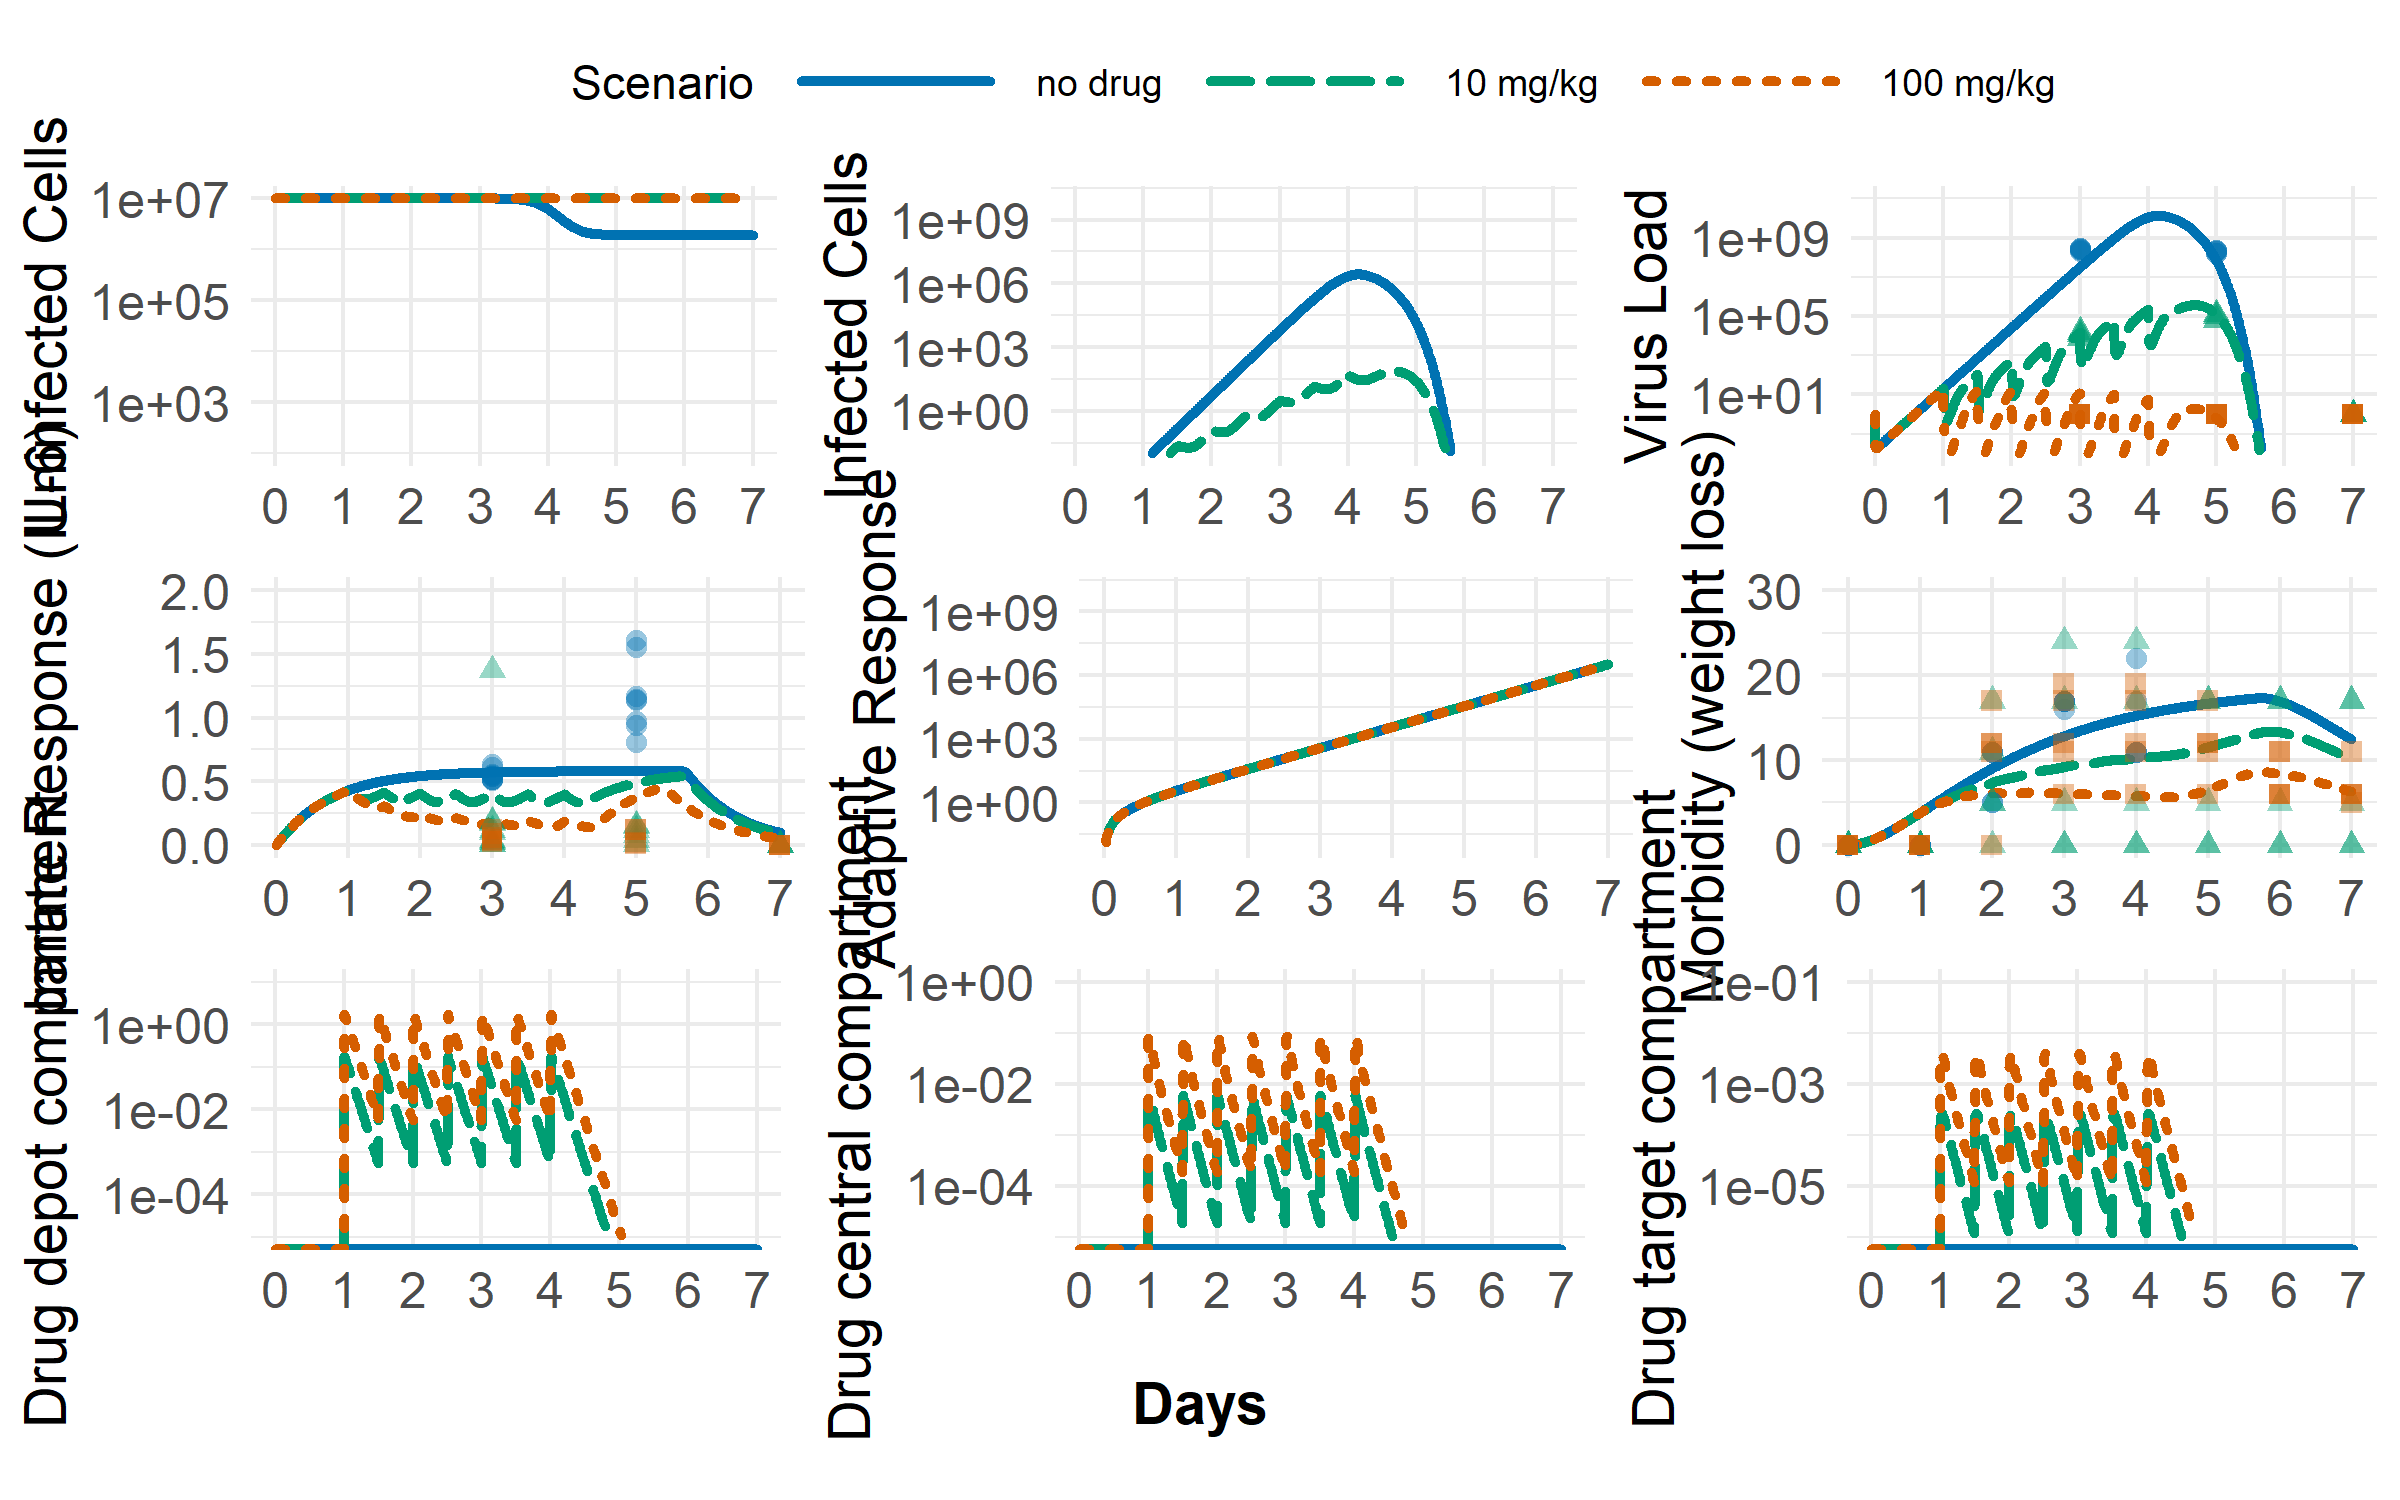 Scenario no drug 10 mg/kg 100 mg/kg
Uninfected Cells
1e+07
1e+05
1e+03
0 1 2 3 4 5 6 7
Infected Cells
1e+09
1e+06
1e+03
1e+00
0 1 2 3 4 5 6 7
Virus Load
1e+09
1e+05
1e+01
0 1 2 3 4 5 6 7
Innate Response (IL-6)
2.0
1.5
1.0
0.5
0.0
0 1 2 3 4 5 6 7
Adaptive Response
1e+09
1e+06
1e+03
1e+00
0 1 2 3 4 5 6 7
Morbidity (weight loss)
30
20
10
0
0 1 2 3 4 5 6 7
Drug depot compartment
1e+00
1e-02
1e-04
0 1 2 3 4 5 6 7
Drug central compartment
1e+00
1e-02
1e-04
0 1 2 3 4 5 6 7
Drug target compartment
1e-01
1e-03
1e-05
0 1 2 3 4 5 6 7
Days